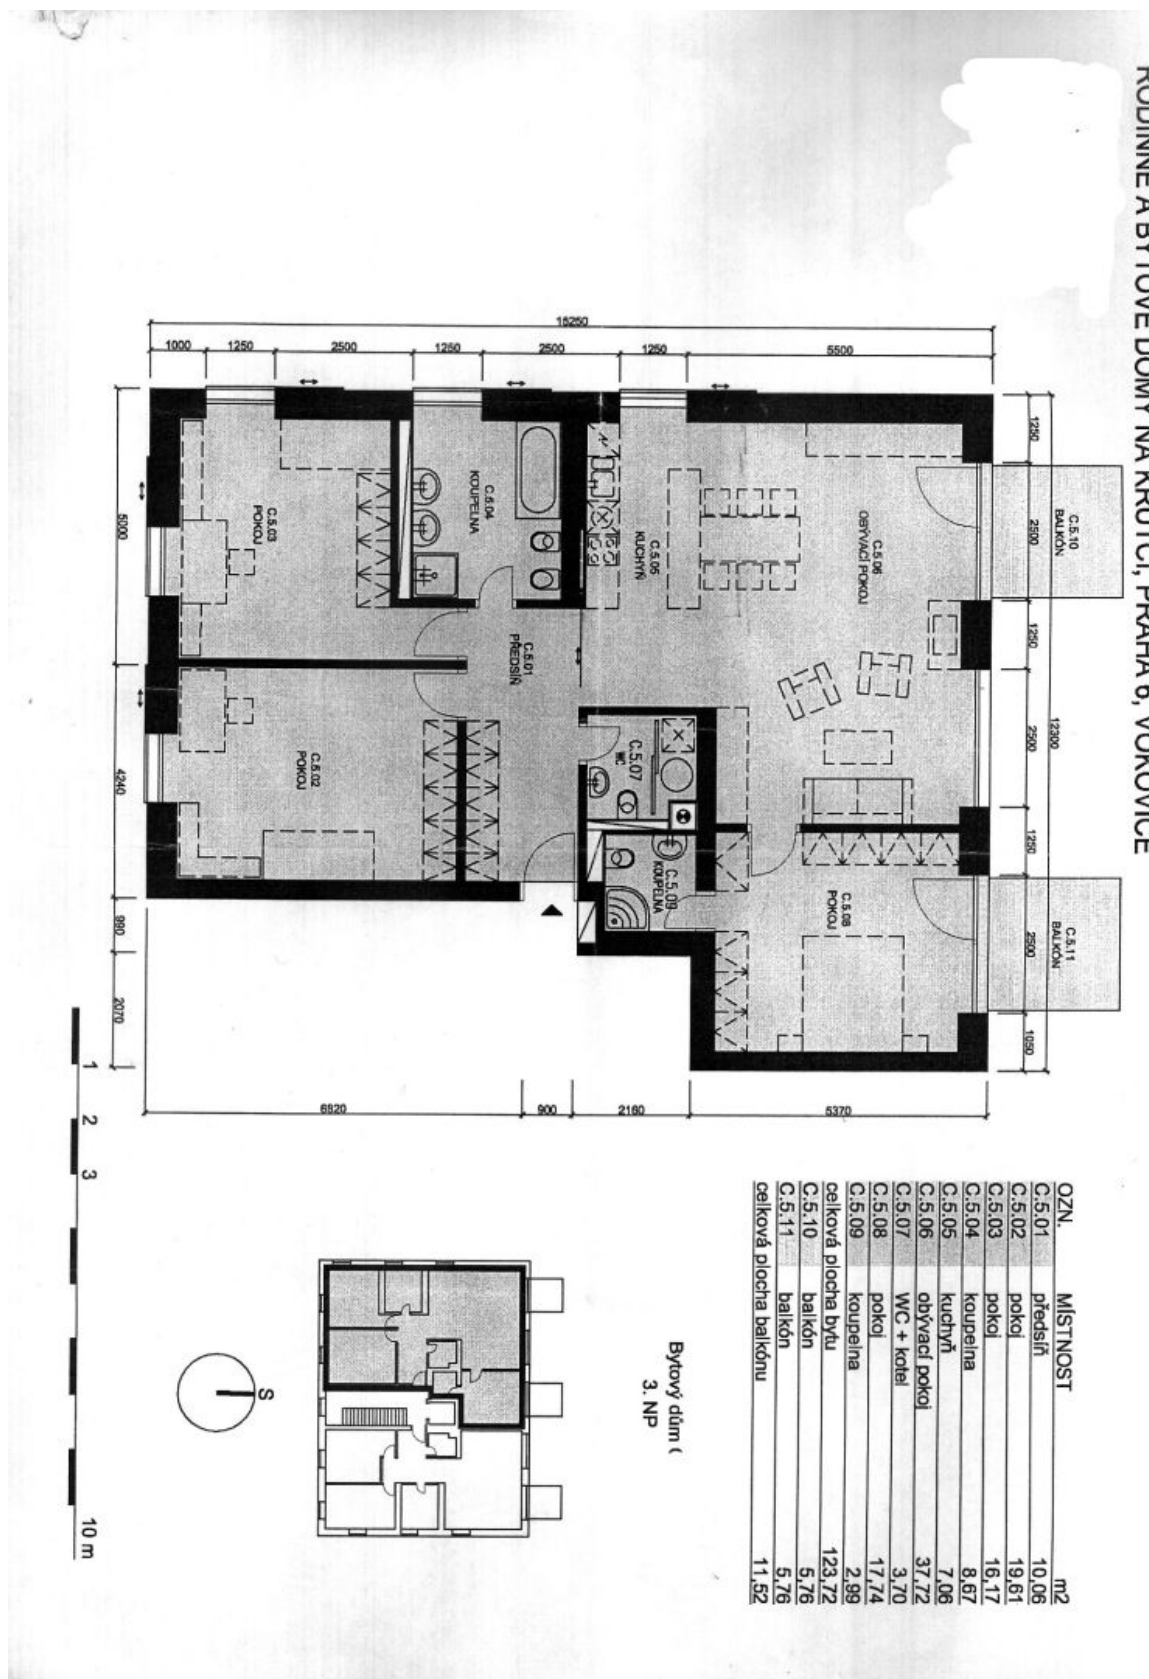 RODINNÉ A BYTOVÉ DOMY NA KRUTCI, PRAHA 6, VOKOVICE
15250
1000
1250
2500
1250
2500
1250
5500
5000
4240
980
2070
1250
2500
1250
2500
1250
2500
1050
12300
6820
900
2160
5370
C.5.03
POKOJ
C.5.04
KOUPELNA
C.5.05
KUCHYŇ
C.5.06
OBÝVACÍ POKOJ
C.5.10
BALKÓN
C.5.01
PŘEDSÍŇ
C.5.02
POKOJ
C.5.07
WC
C.5.09
KOUPELNA
C.5.08
POKOJ
C.5.11
BALKÓN
1 2 3 10 m
OZN. MÍSTNOST m2
C.5.01 předsíň 10,06
C.5.02 pokoj 19,61
C.5.03 pokoj 16,17
C.5.04 koupelna 8,67
C.5.05 kuchyň 7,06
C.5.06 obývací pokoj 37,72
C.5.07 WC + kotel 3,70
C.5.08 pokoj 17,74
C.5.09 koupelna 2,99
celková plocha bytu 123,72
C.5.10 balkón 5,76
C.5.11 balkón 5,76
celková plocha balkónu 11,52
Bytový dům
3. NP
S